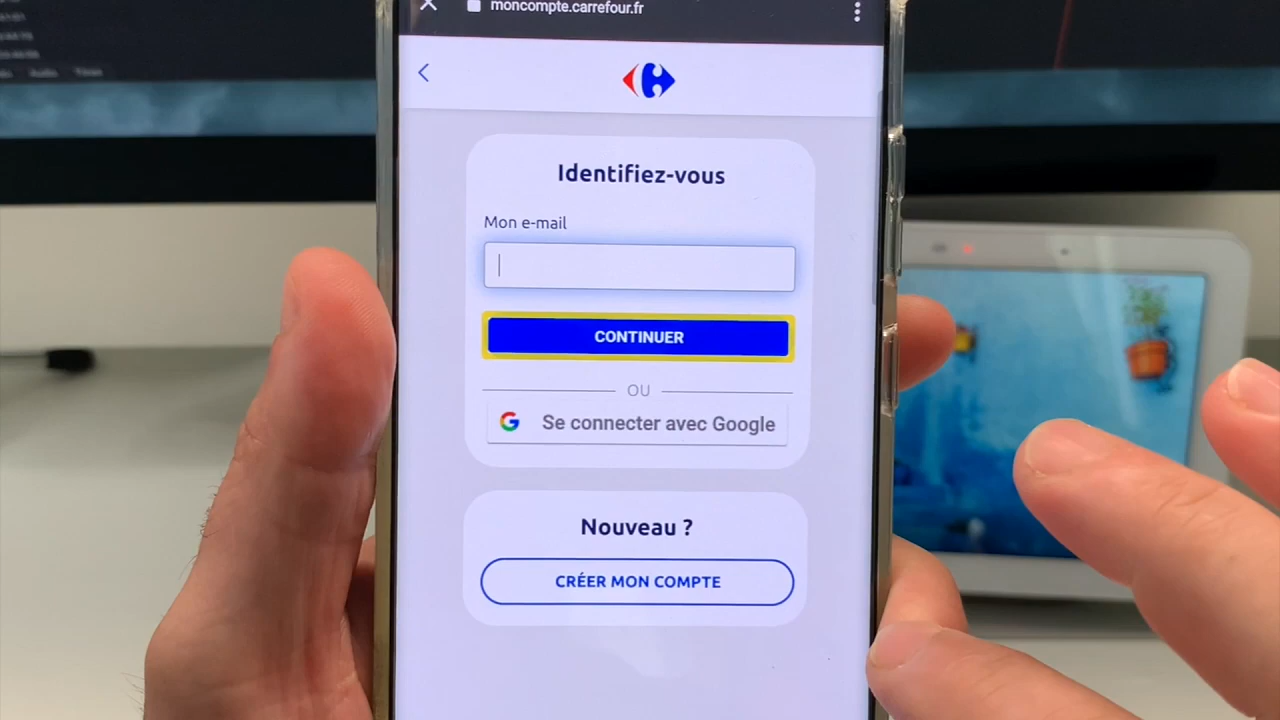 moncompte.carrefour.fr
Identifiez-vous
Mon e-mail
CONTINUER
OU
Se connecter avec Google
Nouveau ?
CRÉER MON COMPTE